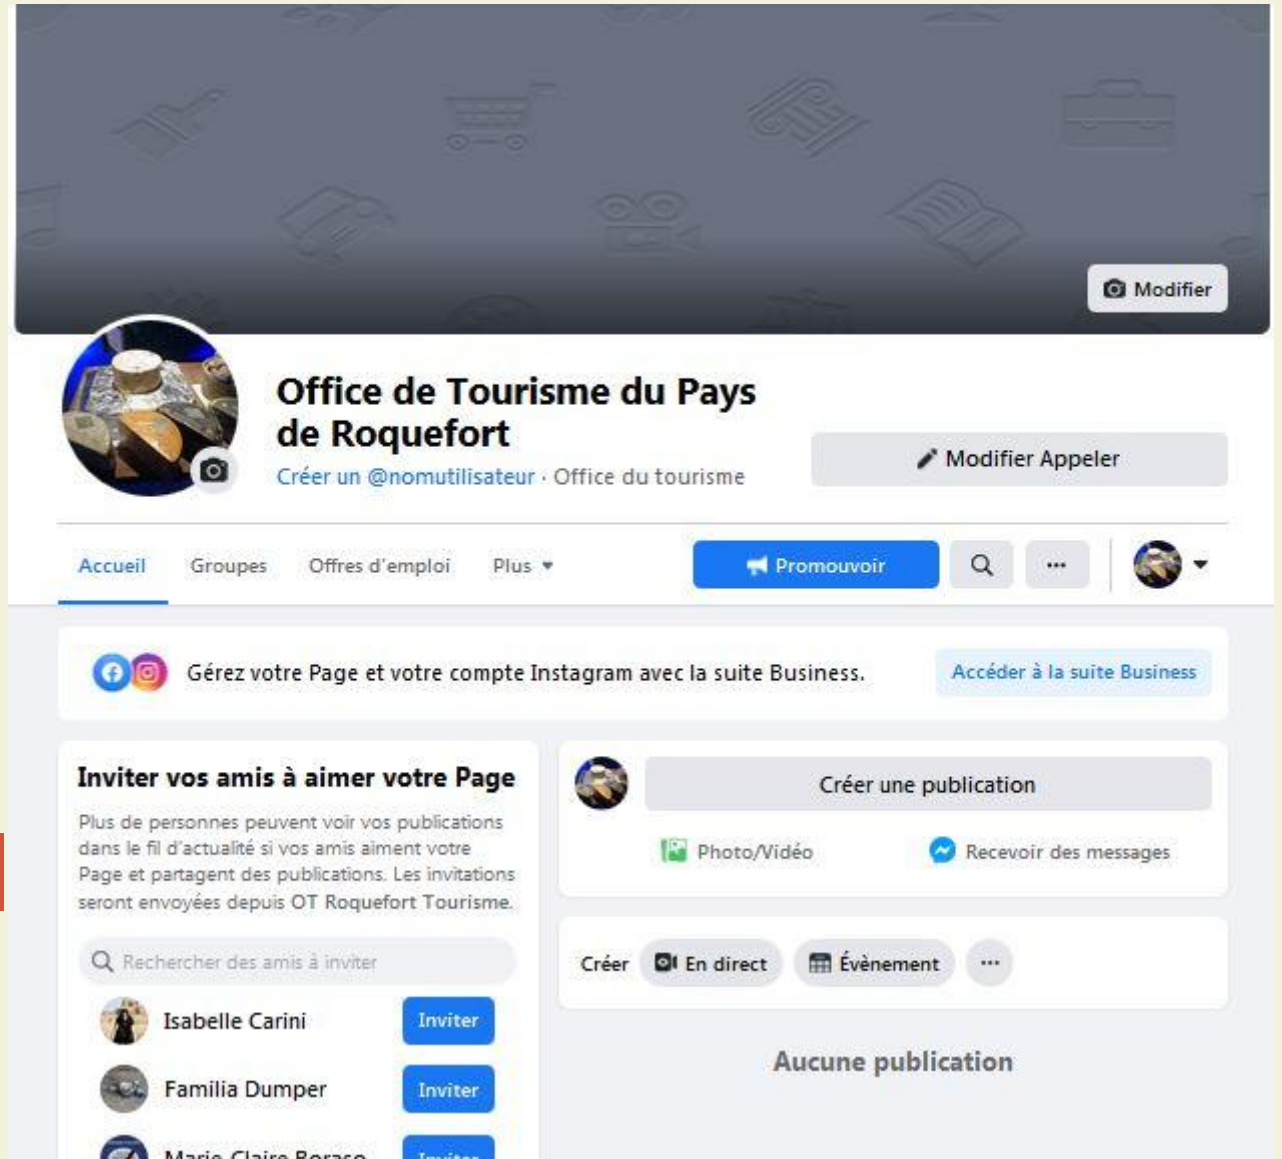 Modifier
Office de Tourisme du Pays
de Roquefort
Créer un @nomutilisateur · Office du tourisme
Modifier Appeler
Accueil
Groupes
Offres d'emploi
Plus
Promouvoir
Gérez votre Page et votre compte Instagram avec la suite Business.
Accéder à la suite Business
Inviter vos amis à aimer votre Page
Plus de personnes peuvent voir vos publications
dans le fil d'actualité si vos amis aiment votre
Page et partagent des publications. Les invitations
seront envoyées depuis OT Roquefort Tourisme.
Rechercher des amis à inviter
Isabelle Carini
Inviter
Familia Dumper
Inviter
Marie-Claire Boraso
Inviter
Créer une publication
Photo/Vidéo
Recevoir des messages
Créer
En direct
Évènement
Aucune publication